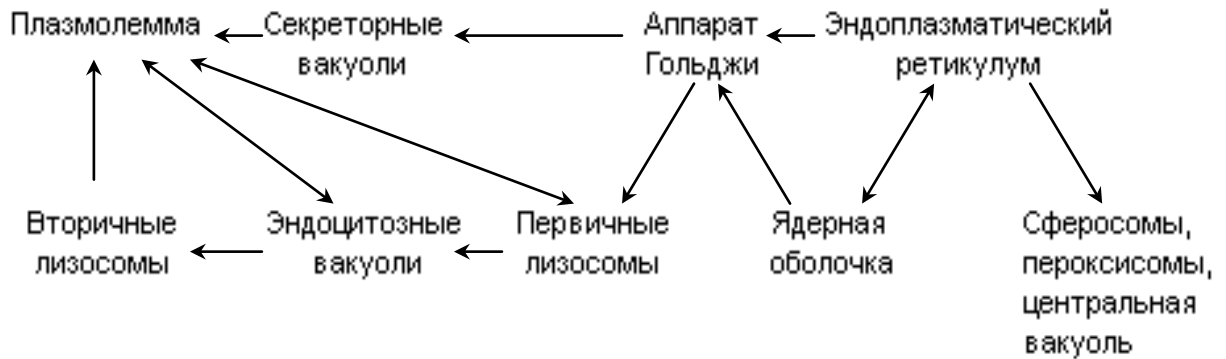 Плазмолемма
Секреторные
вакуоли
Аппарат
Гольджи
Эндоплазматический
ретикулум
Вторичные
лизосомы
Эндоцитозные
вакуоли
Первичные
лизосомы
Ядерная
оболочка
Сферосомы,
пероксисомы,
центральная
вакуоль